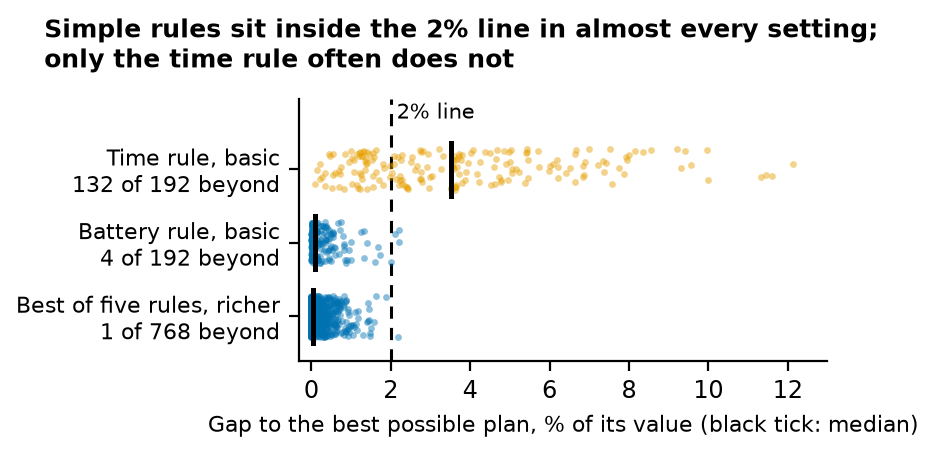 Simple rules sit inside the 2% line in almost every setting;
only the time rule often does not
2% line
Time rule, basic
132 of 192 beyond
Battery rule, basic
4 of 192 beyond
Best of five rules, richer
1 of 768 beyond
0 2 4 6 8 10 12
Gap to the best possible plan, % of its value (black tick: median)